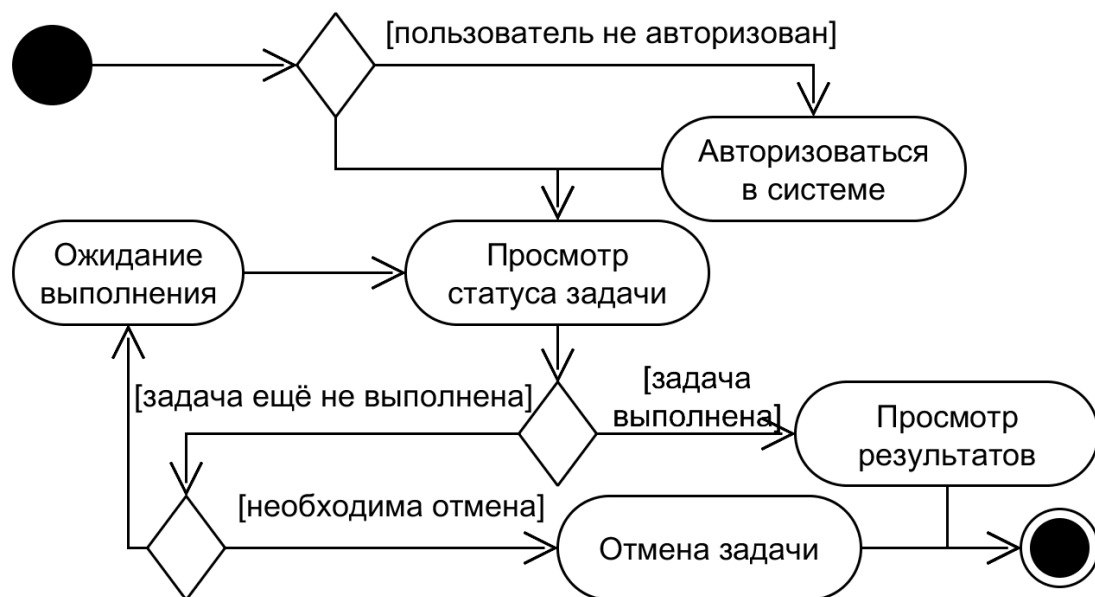 [пользователь не авторизован]
Авторизоваться
в системе
Ожидание
выполнения
Просмотр
статуса задачи
[задача ещё не выполнена]
[задача
выполнена]
Просмотр
результатов
[необходима отмена]
Отмена задачи